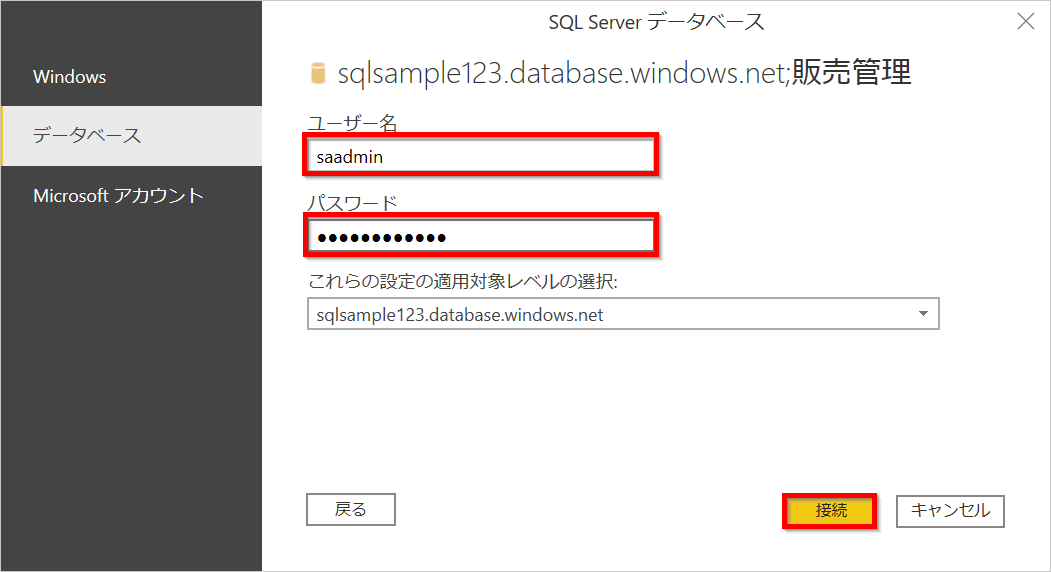 SQL Server データベース
Windows
データベース
Microsoft アカウント
sqlsample123.database.windows.net;販売管理
ユーザー名
saadmin
パスワード
●●●●●●●●●●●●
これらの設定の適用対象レベルの選択:
sqlsample123.database.windows.net
戻る
接続
キャンセル